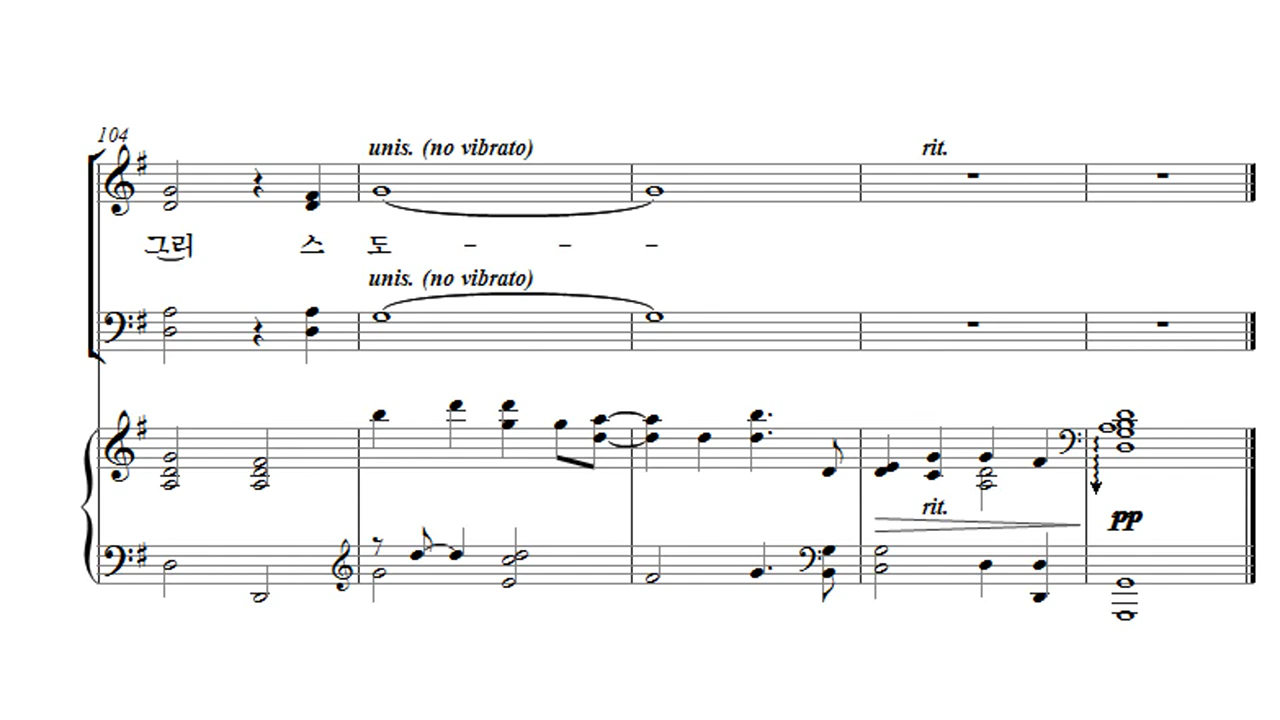 104
unis. (no vibrato)
rit.
그리 스 도 - - -
unis. (no vibrato)
rit.
pp